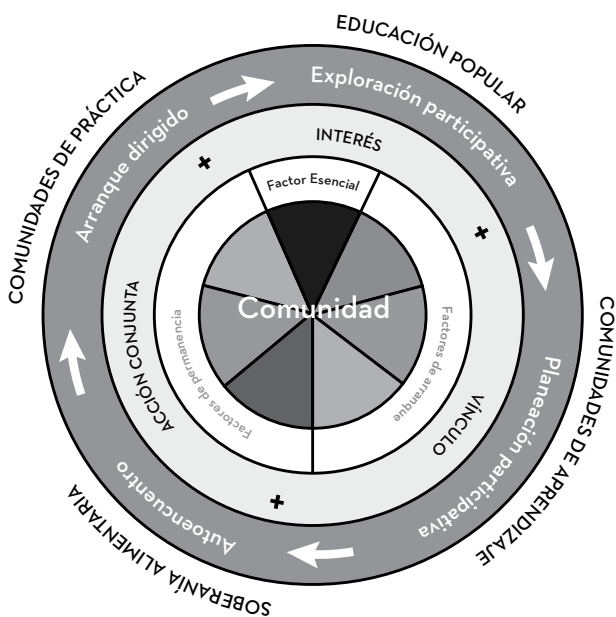 EDUCACIÓN POPULAR
COMUNIDADES DE APRENDIZAJE
SOBERANÍA ALIMENTARIA
COMUNIDADES DE PRÁCTICA
Exploración participativa
Planeación participativa
Autoencuentro
Arranque dirigido
INTERÉS
+
VÍNCULO
+
ACCIÓN CONJUNTA
+
Factor Esencial
Factores de arranque
Factores de permanencia
Comunidad